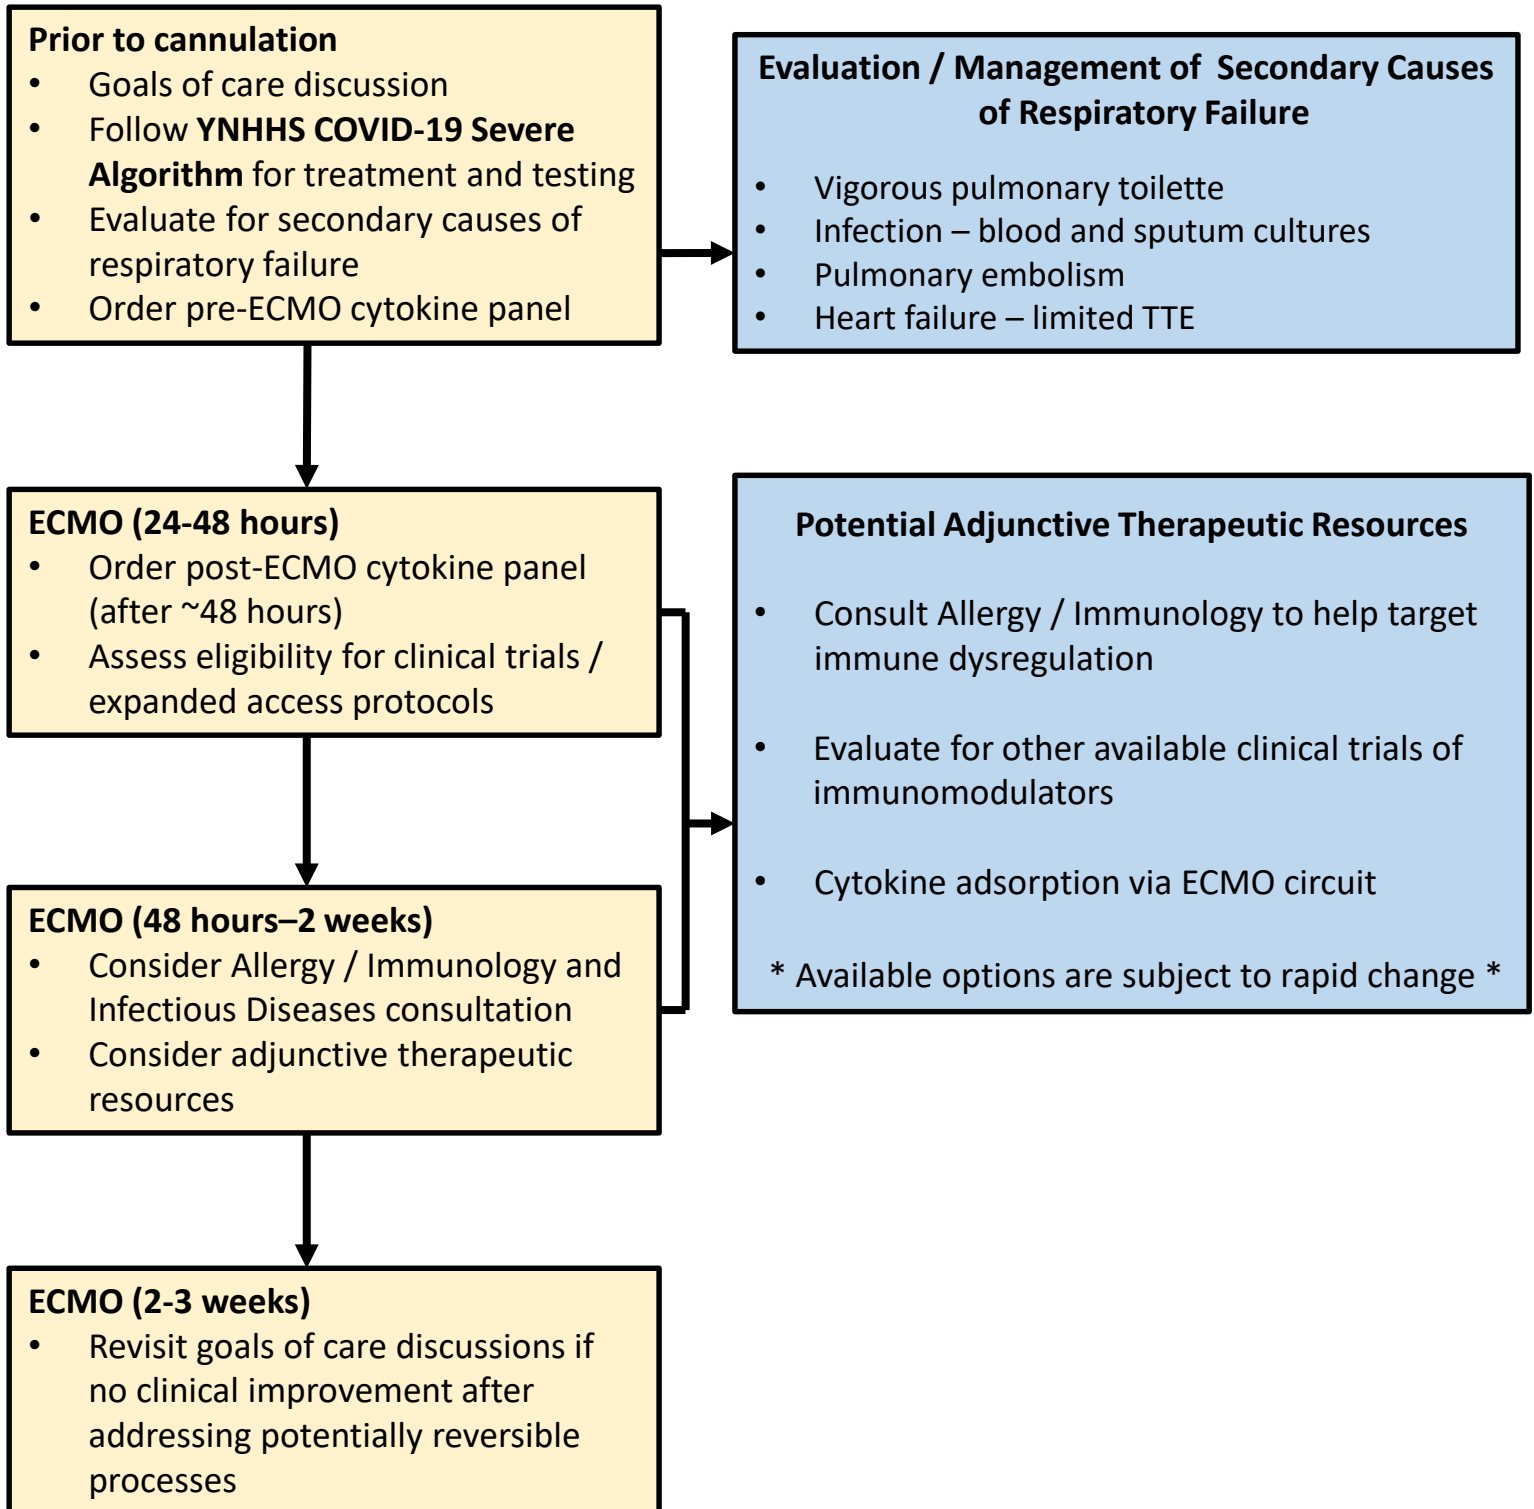 Prior to cannulation
• Goals of care discussion
• Follow YNHHS COVID-19 Severe
Algorithm for treatment and testing
• Evaluate for secondary causes of
respiratory failure
• Order pre-ECMO cytokine panel
Evaluation / Management of Secondary Causes
of Respiratory Failure
• Vigorous pulmonary toilette
• Infection – blood and sputum cultures
• Pulmonary embolism
• Heart failure – limited TTE
ECMO (24-48 hours)
• Order post-ECMO cytokine panel
(after ~48 hours)
• Assess eligibility for clinical trials /
expanded access protocols
Potential Adjunctive Therapeutic Resources
• Consult Allergy / Immunology to help target
immune dysregulation
• Evaluate for other available clinical trials of
immunomodulators
• Cytokine adsorption via ECMO circuit
* Available options are subject to rapid change *
ECMO (48 hours–2 weeks)
• Consider Allergy / Immunology and
Infectious Diseases consultation
• Consider adjunctive therapeutic
resources
ECMO (2-3 weeks)
• Revisit goals of care discussions if
no clinical improvement after
addressing potentially reversible
processes